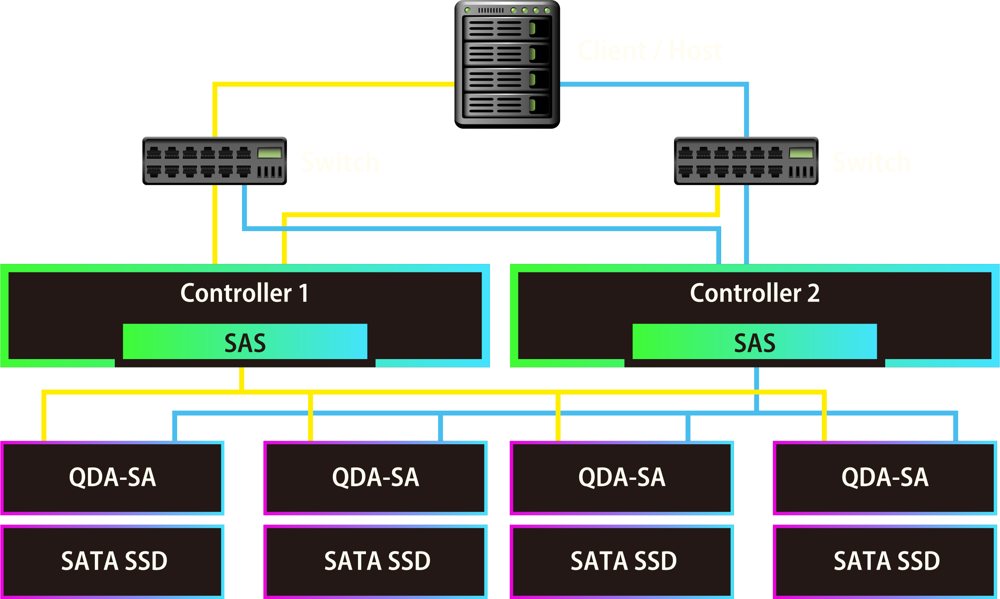 Client / Host
Switch
Switch
Controller 1
Controller 2
SAS
SAS
QDA-SA
QDA-SA
QDA-SA
QDA-SA
SATA SSD
SATA SSD
SATA SSD
SATA SSD